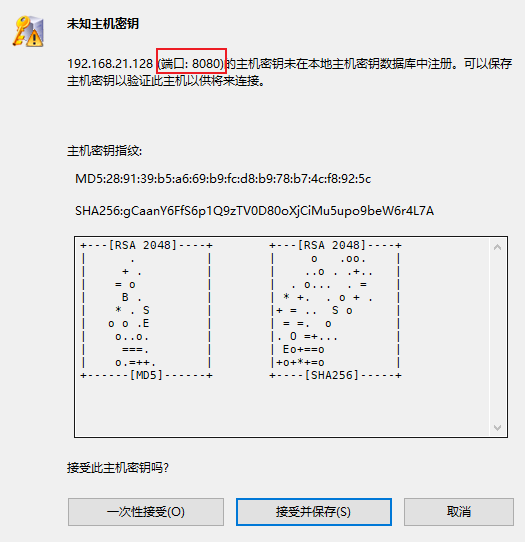 未知主机密钥
192.168.21.128 (端口: 8080)的主机密钥未在本地主机密钥数据库中注册。可以保存
主机密钥以验证此主机以供将来连接。
主机密钥指纹:
MD5:28:91:39:b5:a6:69:b9:fc:d8:b9:78:b7:4c:f8:92:5c
SHA256:gCaanY6FfS6p1Q9zTV0D80oXjCiMu5upo9beW6r4L7A
+---[RSA 2048]----+        +---[RSA 2048]----+
|      .          |        |     o   .oo.    |
|     + .         |        |    ..o . .+..   |
|    = o          |        |  . o...  . =    |
|     B .         |        | * +.  . o + .   |
|    * . S        |        |+ = ..  S o      |
|   o o .E        |        | = =.  o         |
|    o..o.        |        |. O =+...        |
|     ===.        |        | Eo+==o          |
|    o.=++.       |        |+o+*+=o          |
+------[MD5]------+        +----[SHA256]-----+
接受此主机密钥吗?
一次性接受(O)
接受并保存(S)
取消